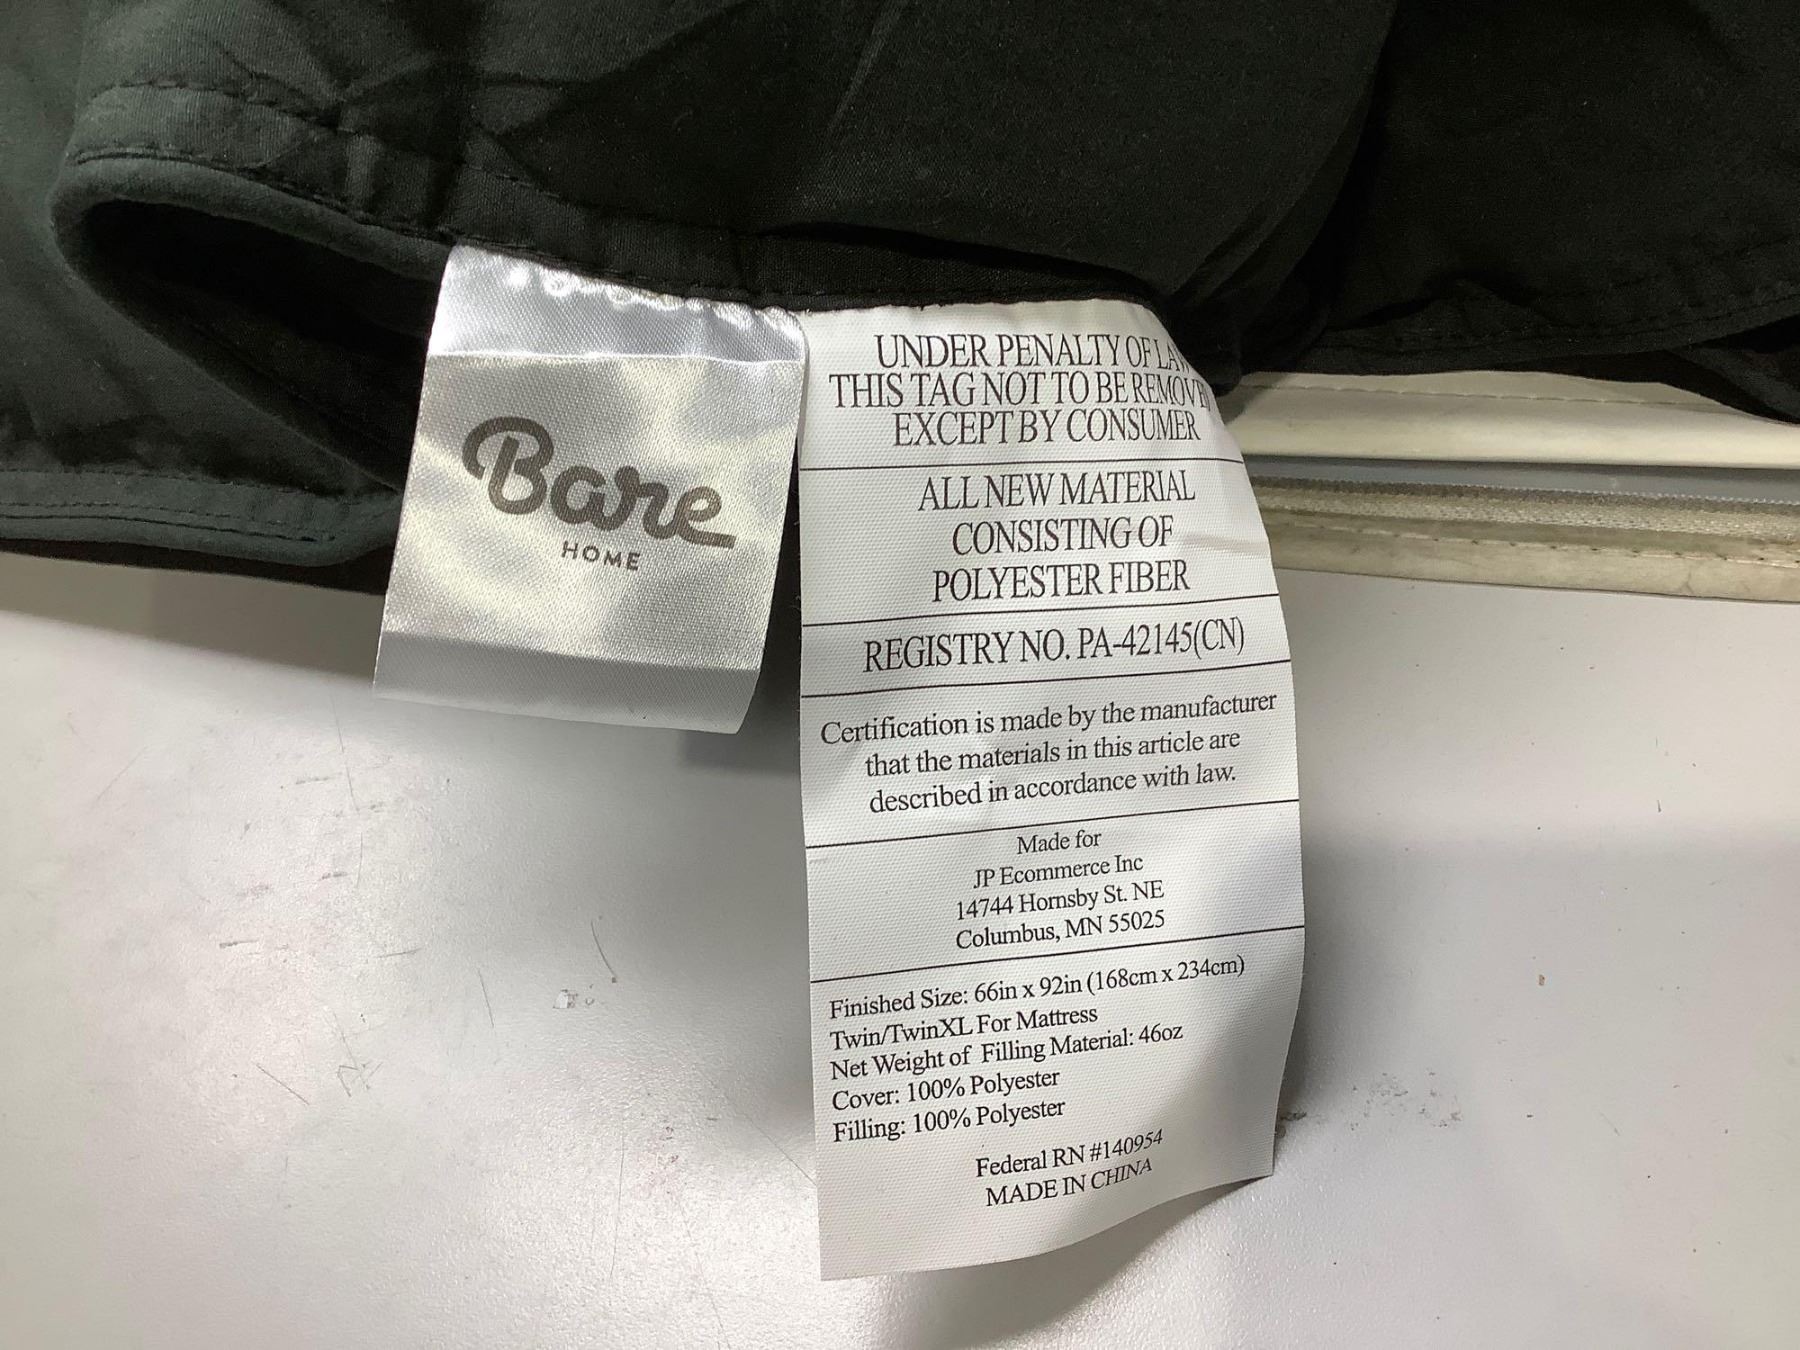 Bare
HOME
UNDER PENALTY OF LAW
THIS TAG NOT TO BE REMOVE
EXCEPT BY CONSUMER
ALL NEW MATERIAL
CONSISTING OF
POLYESTER FIBER
REGISTRY NO. PA-42145(CN)
Certification is made by the manufacturer
that the materials in this article are
described in accordance with law.
Made for
JP Ecommerce Inc
14744 Hornsby St. NE
Columbus, MN 55025
Finished Size: 66in x 92in (168cm x 234cm)
Twin/TwinXL For Mattress
Net Weight of Filling Material: 46oz
Cover: 100% Polyester
Filling: 100% Polyester
Federal RN #140954
MADE IN CHINA